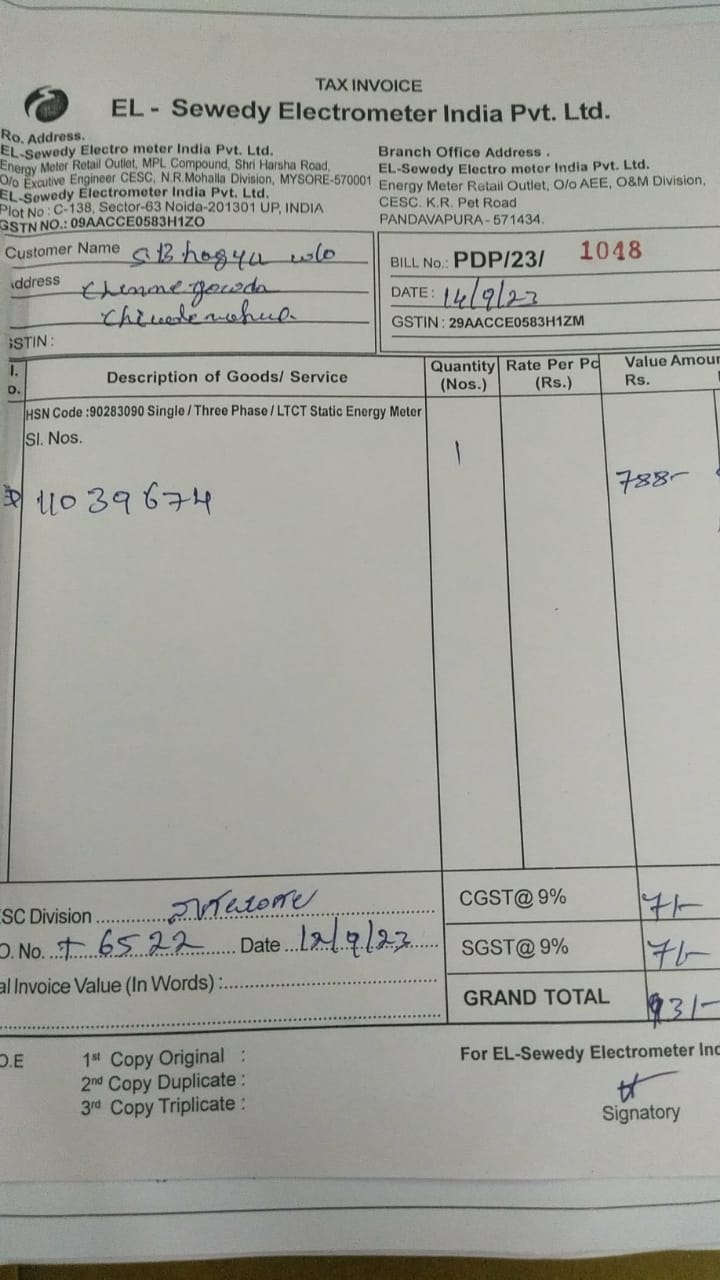 TAX INVOICE
EL - Sewedy Electrometer India Pvt. Ltd.
Ro. Address.
EL-Sewedy Electro meter India Pvt. Ltd.
Energy Meter Retail Outlet, MPL Compound, Shri Harsha Road,
O/o Excutive Engineer CESC, N.R.Mohalla Division, MYSORE-570001
EL-Sewedy Electrometer India Pvt. Ltd.
Plot No : C-138, Sector-63 Noida-201301 UP, INDIA
GSTN NO.: 09AACCE0583H1ZO
Branch Office Address .
EL-Sewedy Electro meter India Pvt. Ltd.
Energy Meter Retail Outlet, O/o AEE, O&M Division,
CESC. K.R. Pet Road
PANDAVAPURA - 571434.
Customer Name S.Bhogya w/o
ddress
STIN :
BILL No.: PDP/23/ 1048
DATE : 14/9/23
GSTIN : 29AACCE0583H1ZM
Description of Goods/ Service Quantity (Nos.) Rate Per Pc (Rs.) Value Amour Rs.
HSN Code :90283090 Single / Three Phase / LTCT Static Energy Meter
Sl. Nos.
1
788-
11039674
SC Division
CGST@ 9% 71-
O. No. 6522 Date 12/9/23
SGST@ 9% 71-
al Invoice Value (In Words) :
GRAND TOTAL 931-
O.E
1st Copy Original :
2nd Copy Duplicate :
3rd Copy Triplicate :
For EL-Sewedy Electrometer Ind
Signatory